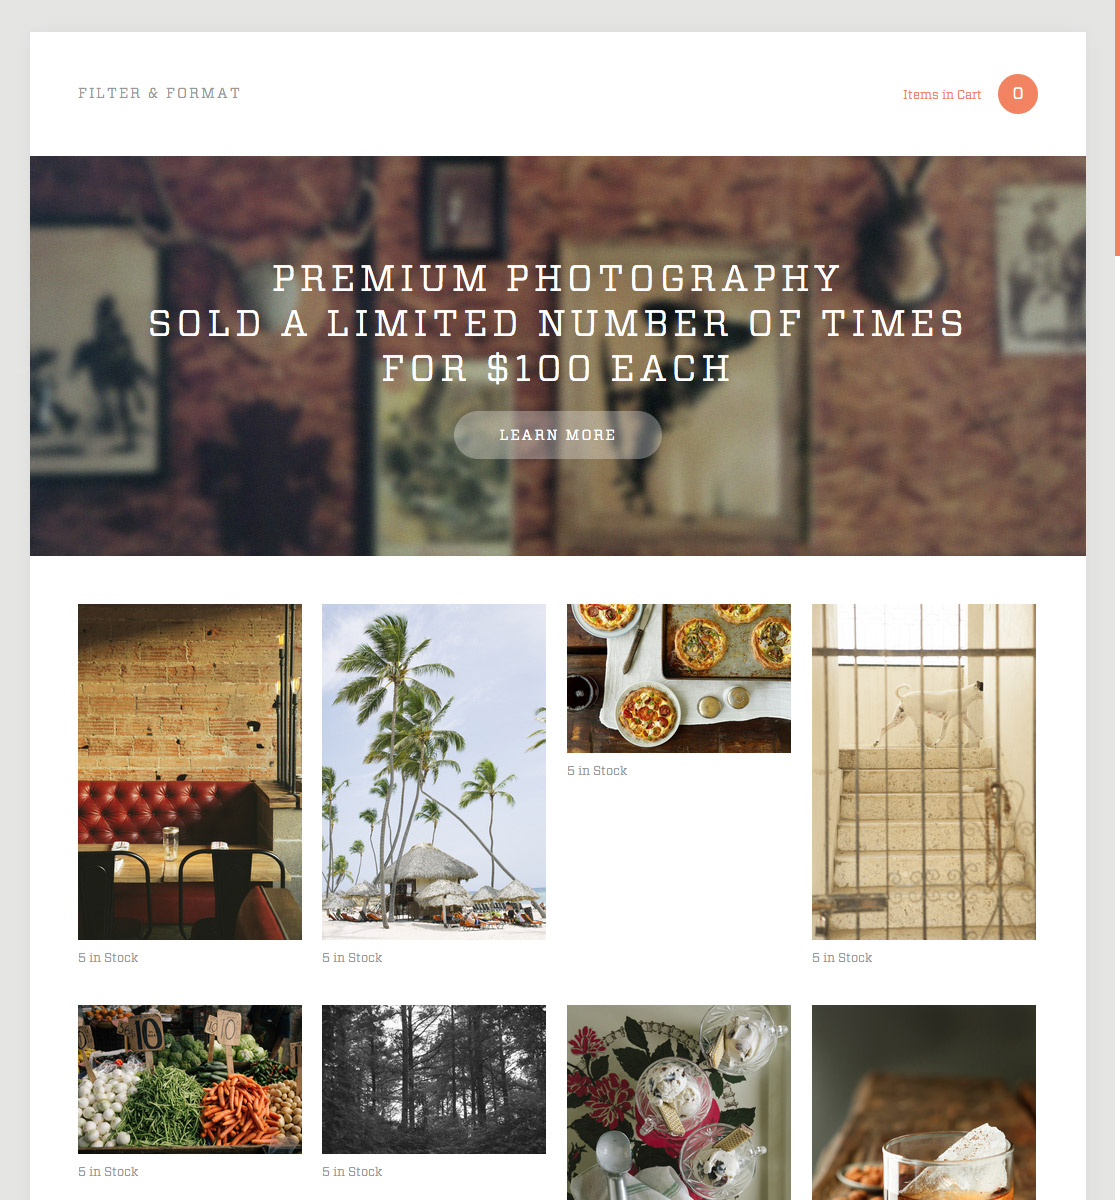 FILTER & FORMAT
Items in Cart 0
PREMIUM PHOTOGRAPHY
SOLD A LIMITED NUMBER OF TIMES
FOR $100 EACH
LEARN MORE
5 in Stock
5 in Stock
5 in Stock
5 in Stock
10
10
5 in Stock
5 in Stock